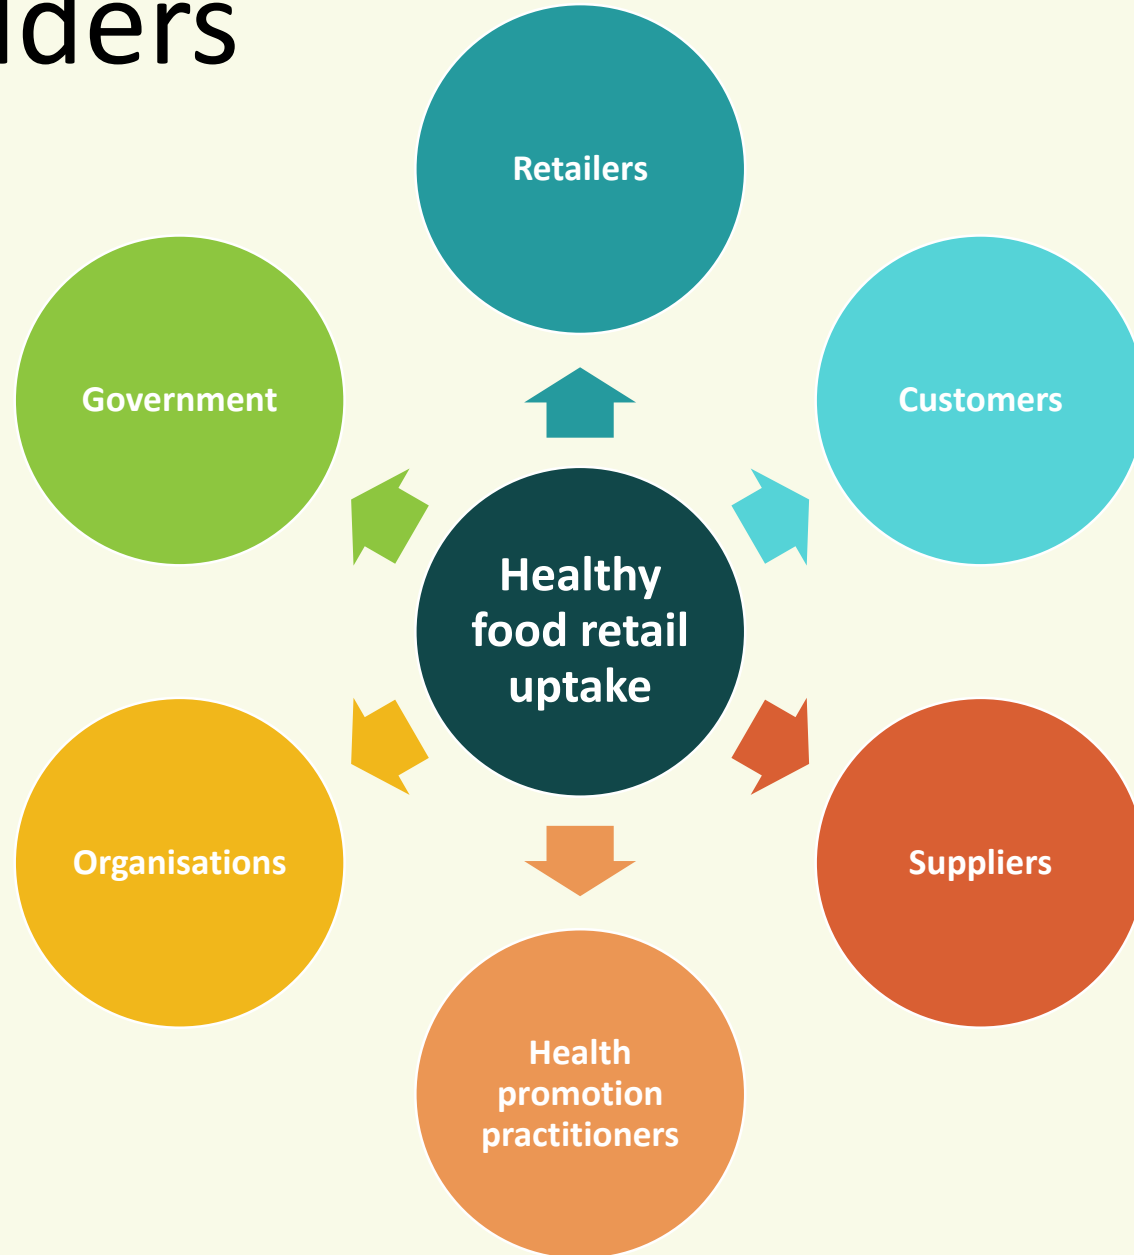 lders
Retailers
Government
Customers
Healthy
food retail
uptake
Organisations
Suppliers
Health
promotion
practitioners